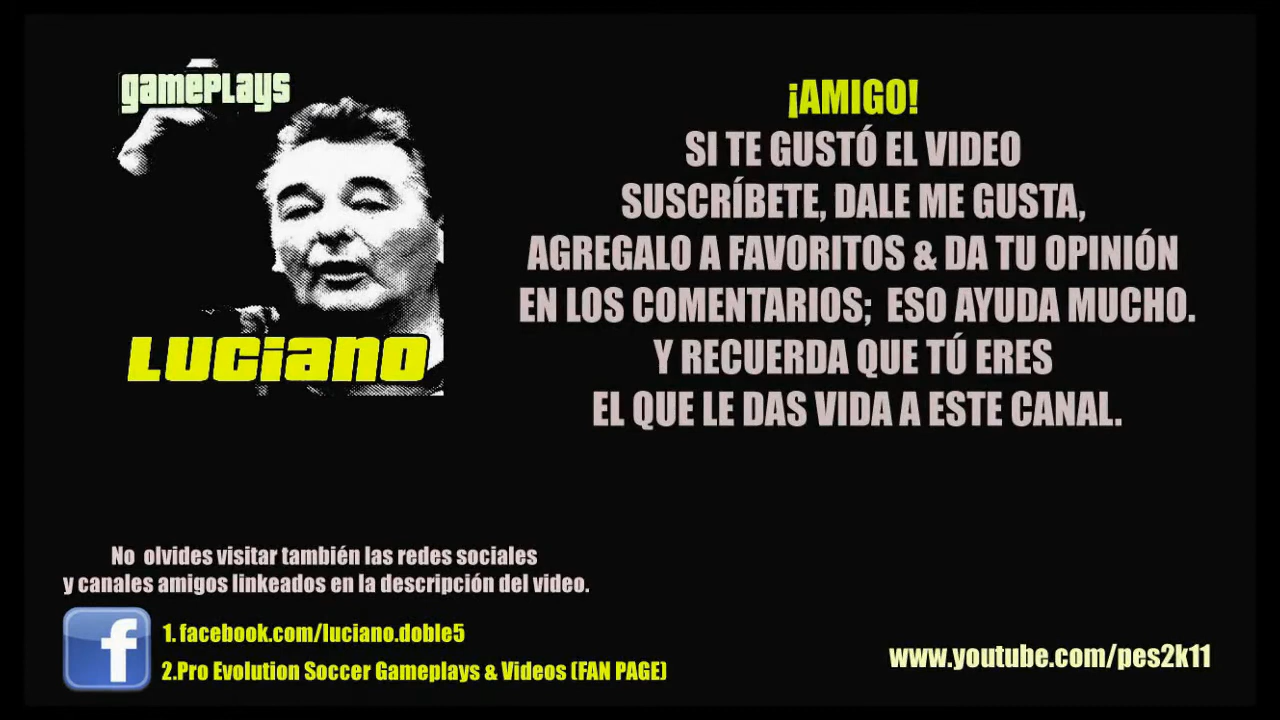 GAMEPLAYS
LUCIANO
¡AMIGO!
SI TE GUSTÓ EL VIDEO
SUSCRÍBETE, DALE ME GUSTA,
AGREGALO A FAVORITOS & DA TU OPINIÓN
EN LOS COMENTARIOS; ESO AYUDA MUCHO.
Y RECUERDA QUE TÚ ERES
EL QUE LE DAS VIDA A ESTE CANAL.
No olvides visitar también las redes sociales
y canales amigos linkeados en la descripción del video.
f
1. facebook.com/luciano.doble5
2.Pro Evolution Soccer Gameplays & Videos (FAN PAGE)
www.youtube.com/pes2k11